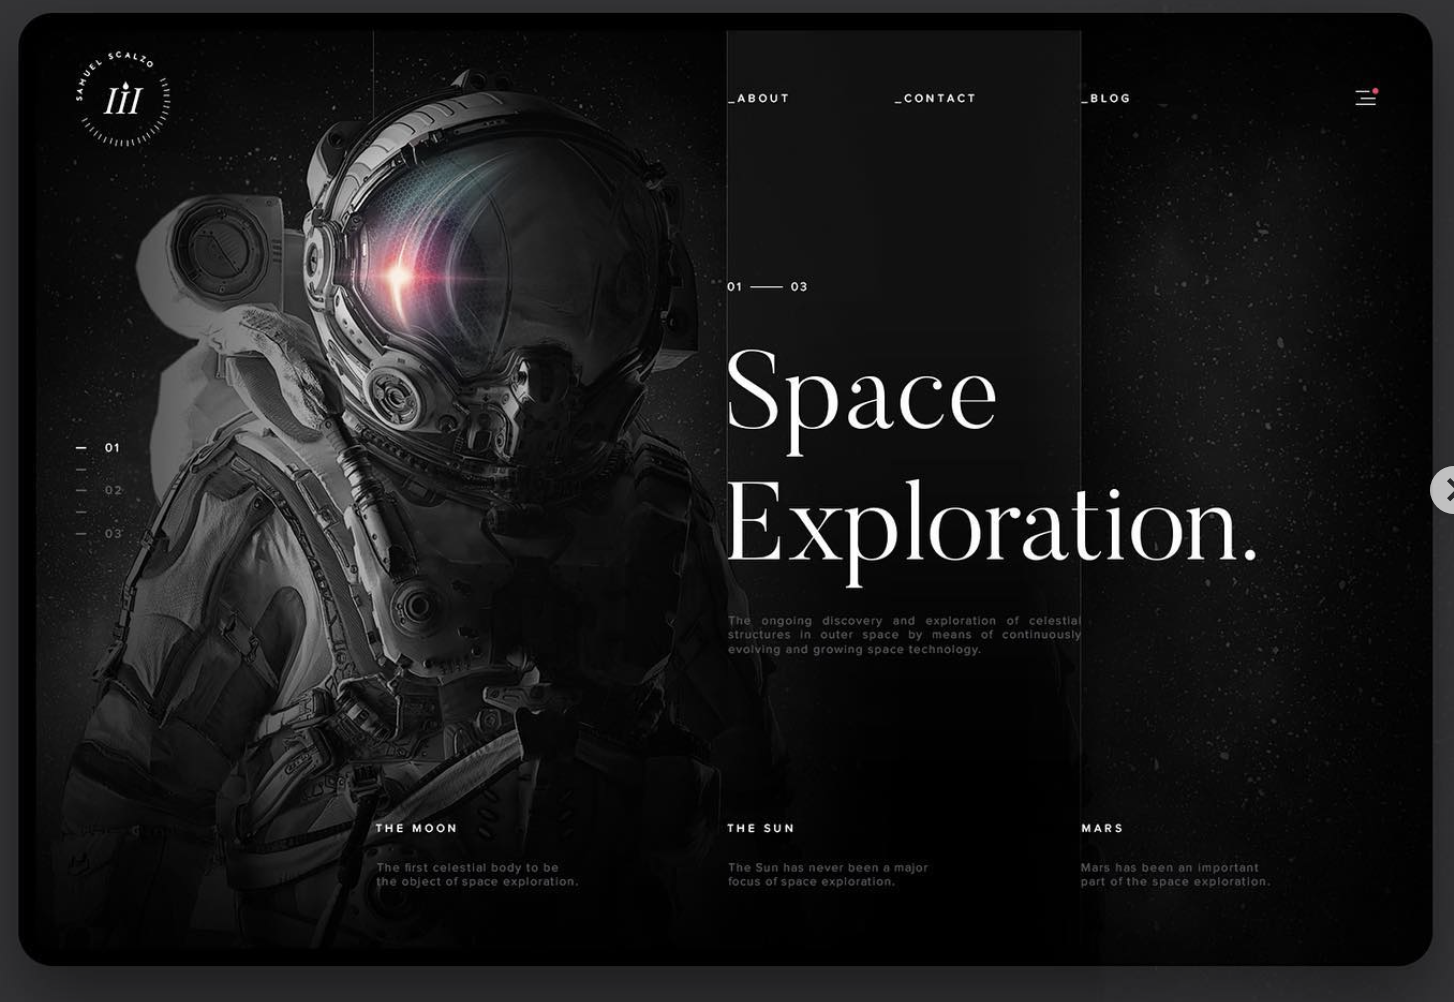 SAMUEL SCALZO
_ABOUT
_CONTACT
_BLOG
01 — 03
Space
Exploration.
01
02
03
The ongoing discovery and exploration of celestial
structures in outer space by means of continuously
evolving and growing space technology.
THE MOON
The first celestial body to be
the object of space exploration.
THE SUN
The Sun has never been a major
focus of space exploration.
MARS
Mars has been an important
part of the space exploration.